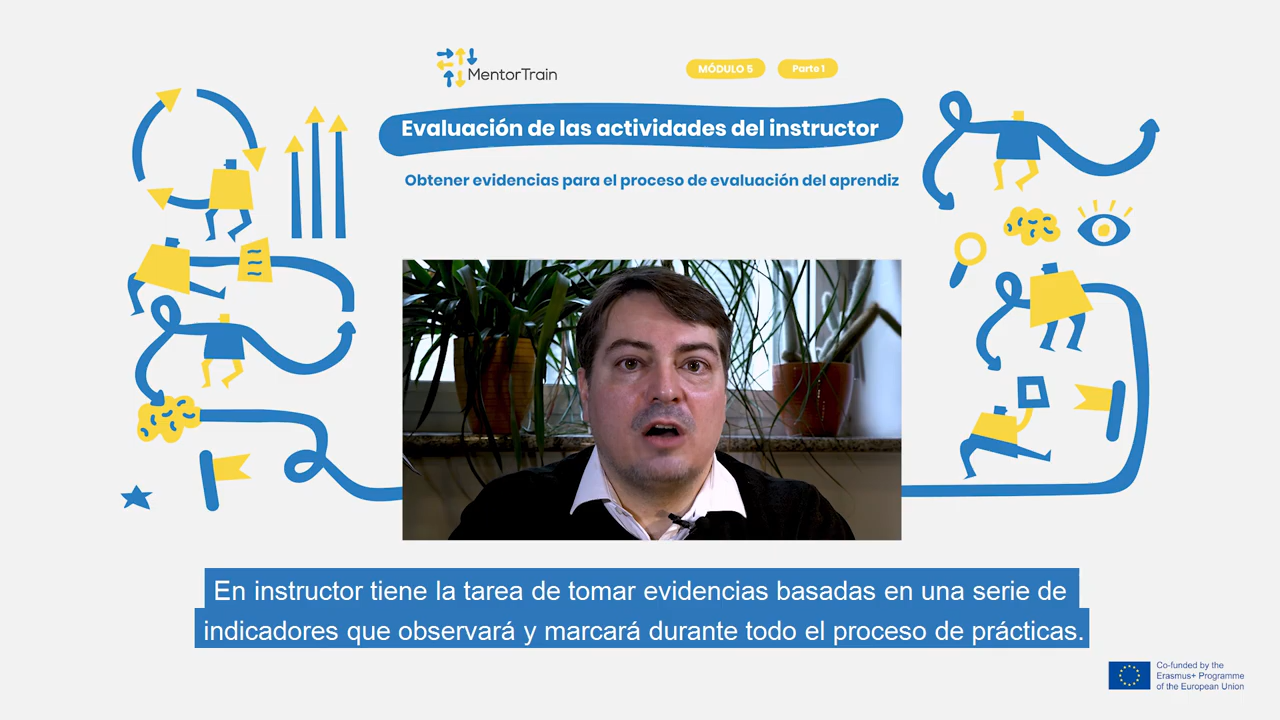 MentorTrain
MÓDULO 5
Parte 1
Evaluación de las actividades del instructor
Obtener evidencias para el proceso de evaluación del aprendiz
En instructor tiene la tarea de tomar evidencias basadas en una serie de
indicadores que observará y marcará durante todo el proceso de prácticas.
Co-funded by the
Erasmus+ Programme
of the European Union